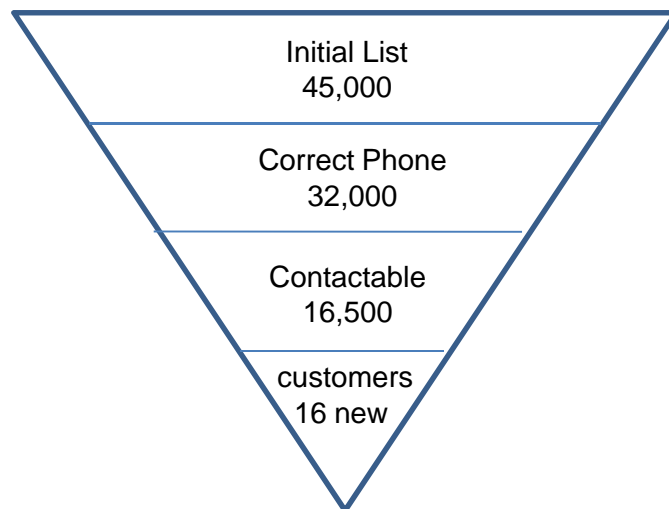 Initial List
45,000
Correct Phone
32,000
Contactable
16,500
customers
16 new